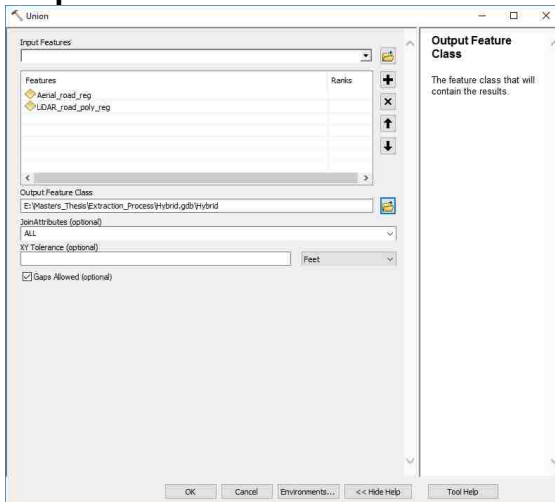 Union
Input Features
Features Ranks
Aerial_road_reg
LiDAR_road_poly_reg
Output Feature Class
E:\Masters_Thesis\Extraction_Process\Hybrid.gdb\Hybrid
JoinAttributes (optional)
ALL
XY Tolerance (optional)
Feet
Gaps Allowed (optional)
OK Cancel Environments... << Hide Help Tool Help
Output Feature
Class
The feature class that will
contain the results.